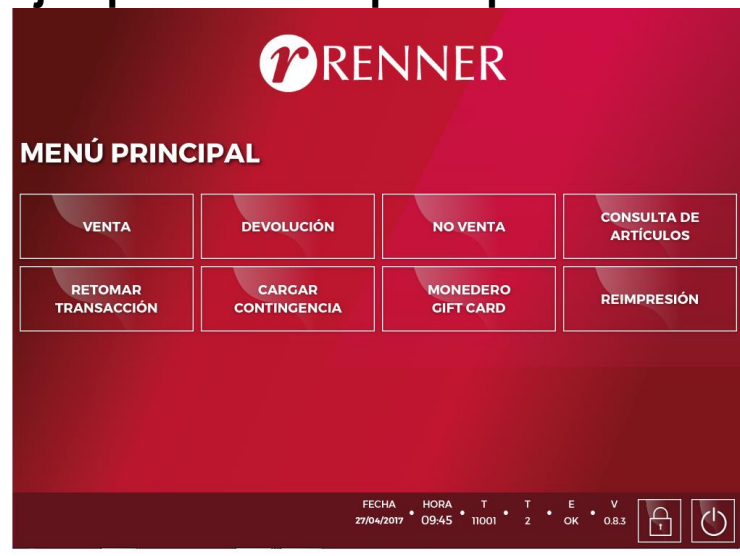 RENNER
MENÚ PRINCIPAL
VENTA
DEVOLUCIÓN
NO VENTA
CONSULTA DE
ARTÍCULOS
RETOMAR
TRANSACCIÓN
CARGAR
CONTINGENCIA
MONEDERO
GIFT CARD
REIMPRESIÓN
FECHA HORA T T E V
27/04/2017 • 09:45 • 11001 • 2 • OK • 0.8.3